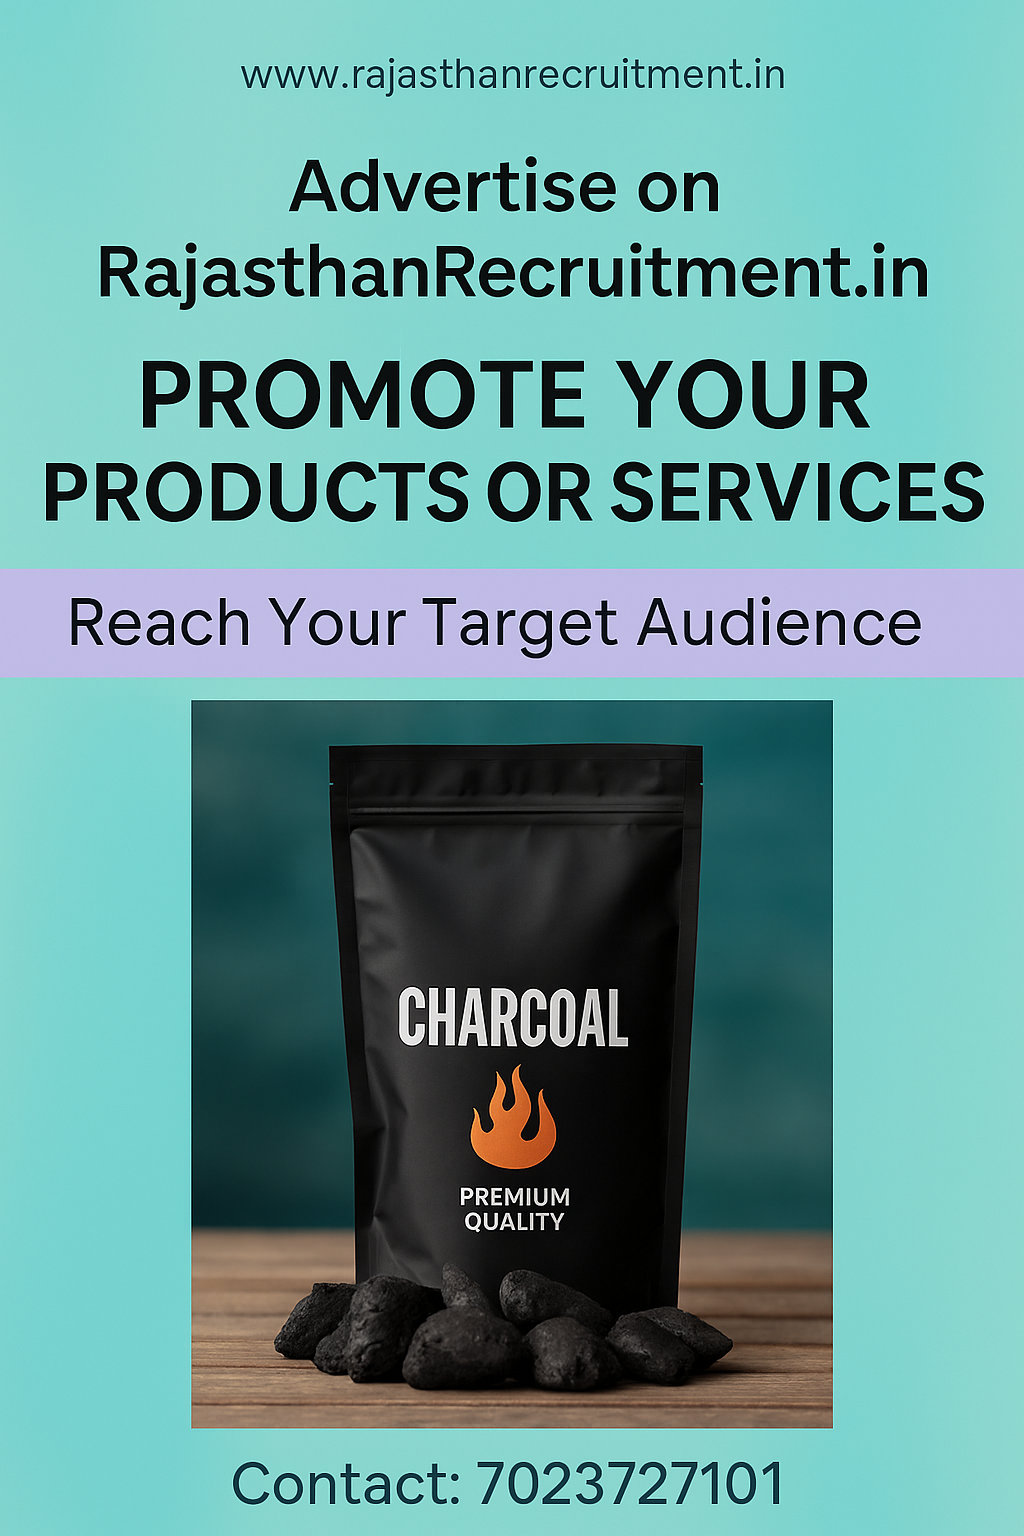 www.rajasthanrecruitment.in
Advertise on
RajasthanRecruitment.in
PROMOTE YOUR
PRODUCTS OR SERVICES
Reach Your Target Audience
CHARCOAL
PREMIUM
QUALITY
Contact: 7023727101